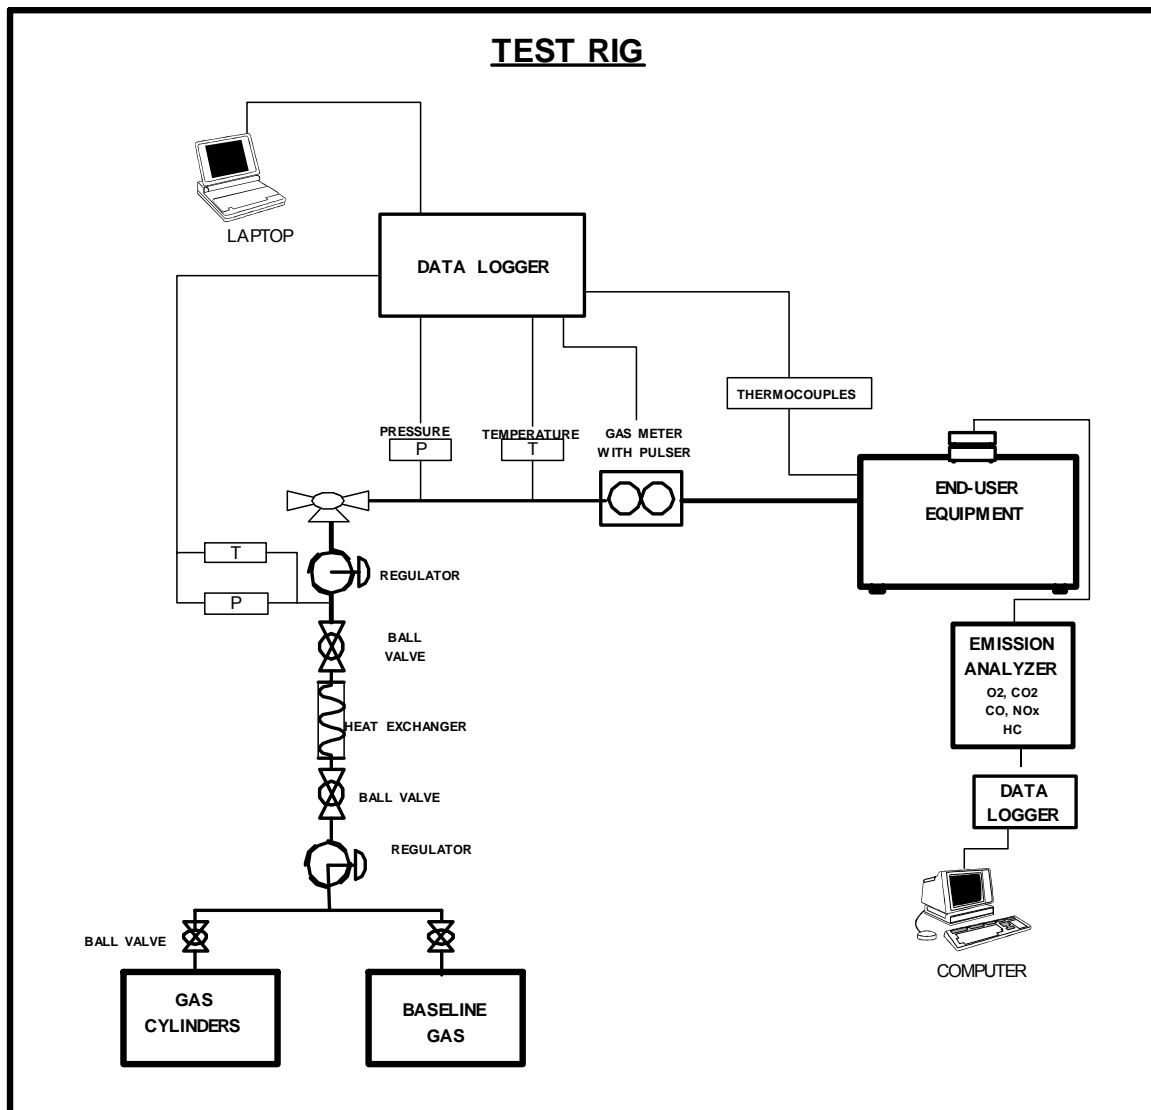 TEST RIG
LAPTOP
DATA LOGGER
THERMOCOUPLES
PRESSURE
P
TEMPERATURE
T
GAS METER
WITH PULSER
END-USER
EQUIPMENT
T
P
REGULATOR
BALL
VALVE
HEAT EXCHANGER
BALL VALVE
REGULATOR
EMISSION
ANALYZER
O2, CO2
CO, NOx
HC
DATA
LOGGER
COMPUTER
BALL VALVE
GAS
CYLINDERS
BASELINE
GAS